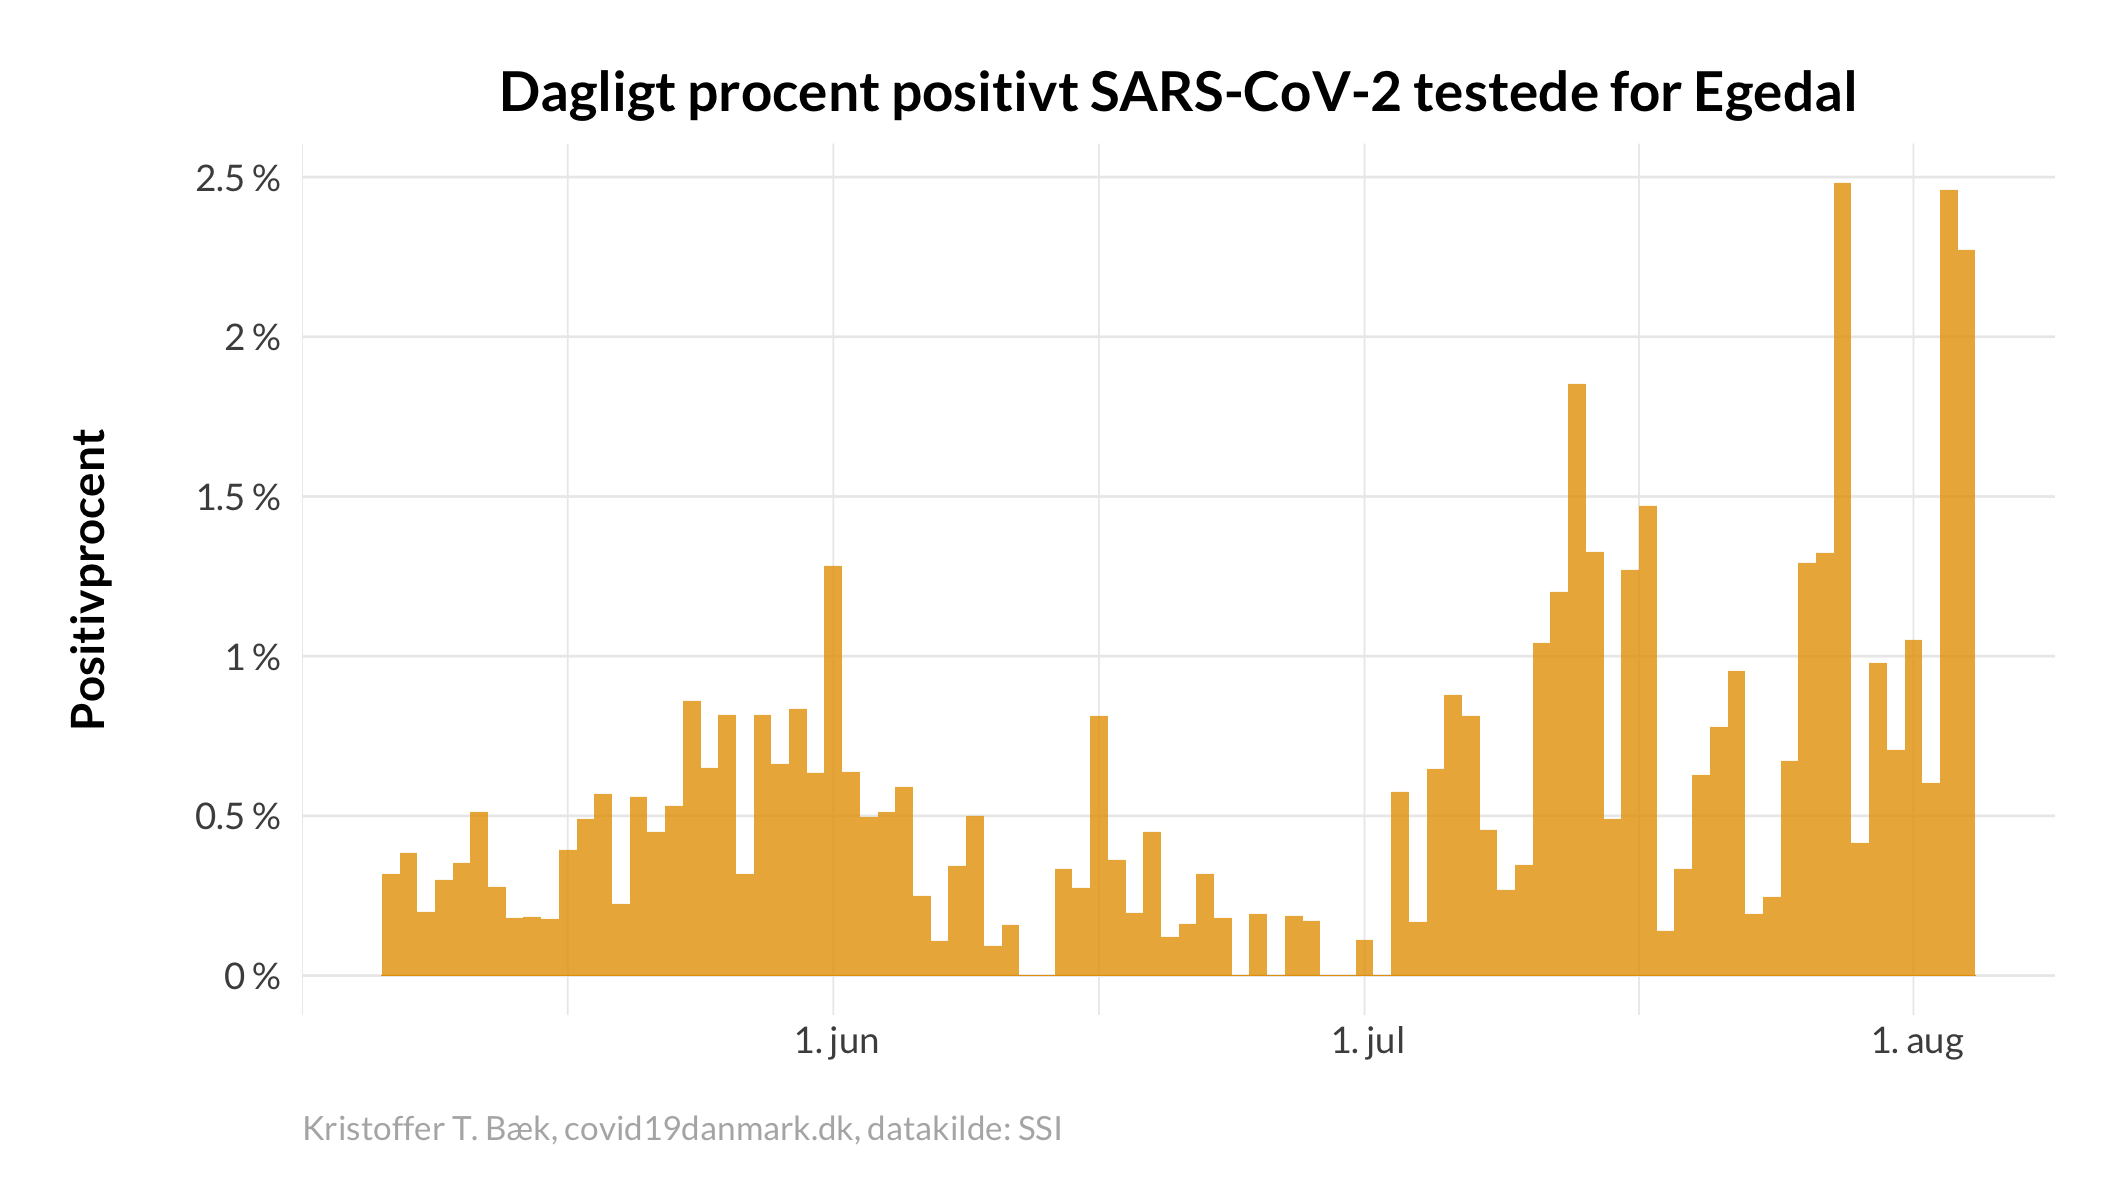 Dagligt procent positivt SARS-CoV-2 testede for Egedal
Positivprocent
2.5 %
2 %
1.5 %
1 %
0.5 %
0 %
1. jun
1. jul
1. aug
Kristoffer T. Bæk, covid19danmark.dk, datakilde: SSI